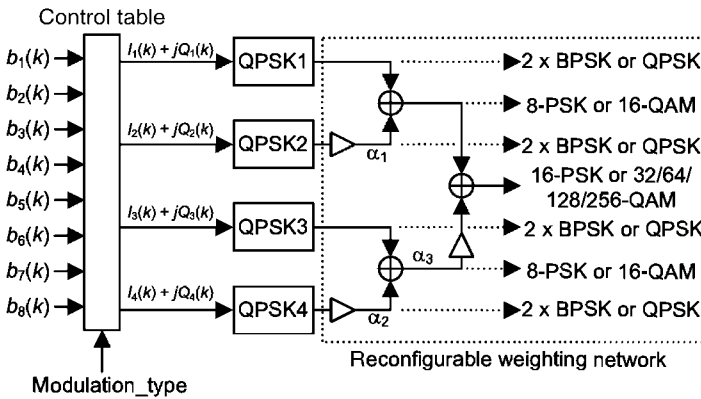 Control table
b1(k)
b2(k)
b3(k)
b4(k)
b5(k)
b6(k)
b7(k)
b8(k)
Modulation_type
I1(k) + jQ1(k)
I2(k) + jQ2(k)
I3(k) + jQ3(k)
I4(k) + jQ4(k)
QPSK1
QPSK2
QPSK3
QPSK4
α1
α3
α2
2 x BPSK or QPSK
8-PSK or 16-QAM
2 x BPSK or QPSK
16-PSK or 32/64/
128/256-QAM
2 x BPSK or QPSK
8-PSK or 16-QAM
2 x BPSK or QPSK
Reconfigurable weighting network